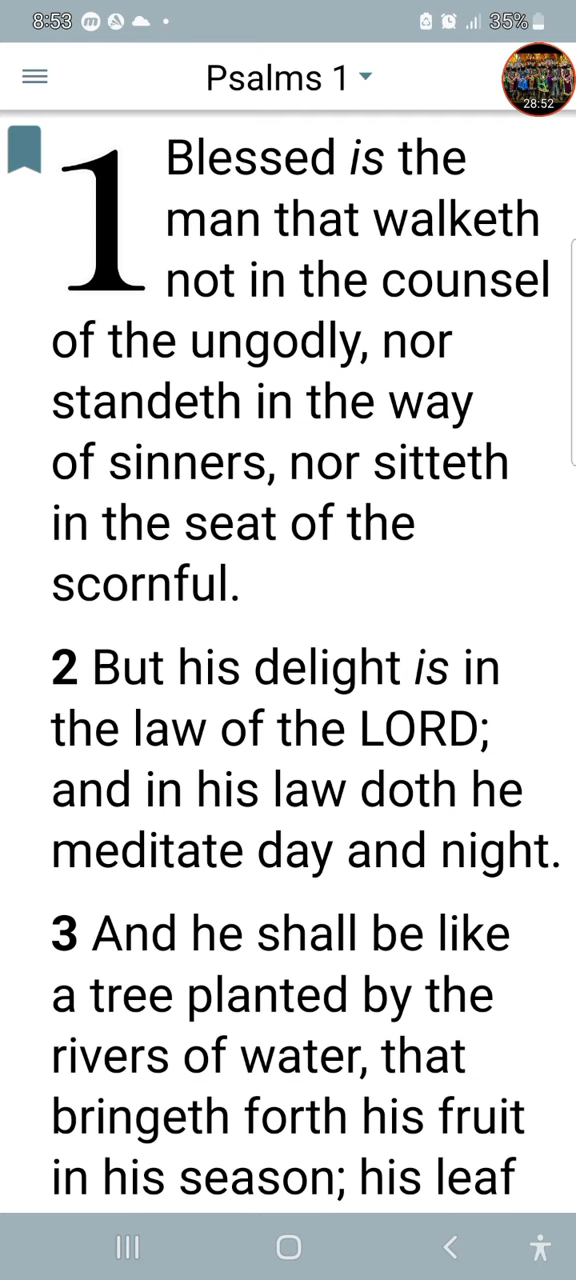 8:53
35%
Psalms 1
28:52
1 Blessed is the
man that walketh
not in the counsel
of the ungodly, nor
standeth in the way
of sinners, nor sitteth
in the seat of the
scornful.
2 But his delight is in
the law of the LORD;
and in his law doth he
meditate day and night.
3 And he shall be like
a tree planted by the
rivers of water, that
bringeth forth his fruit
in his season; his leaf